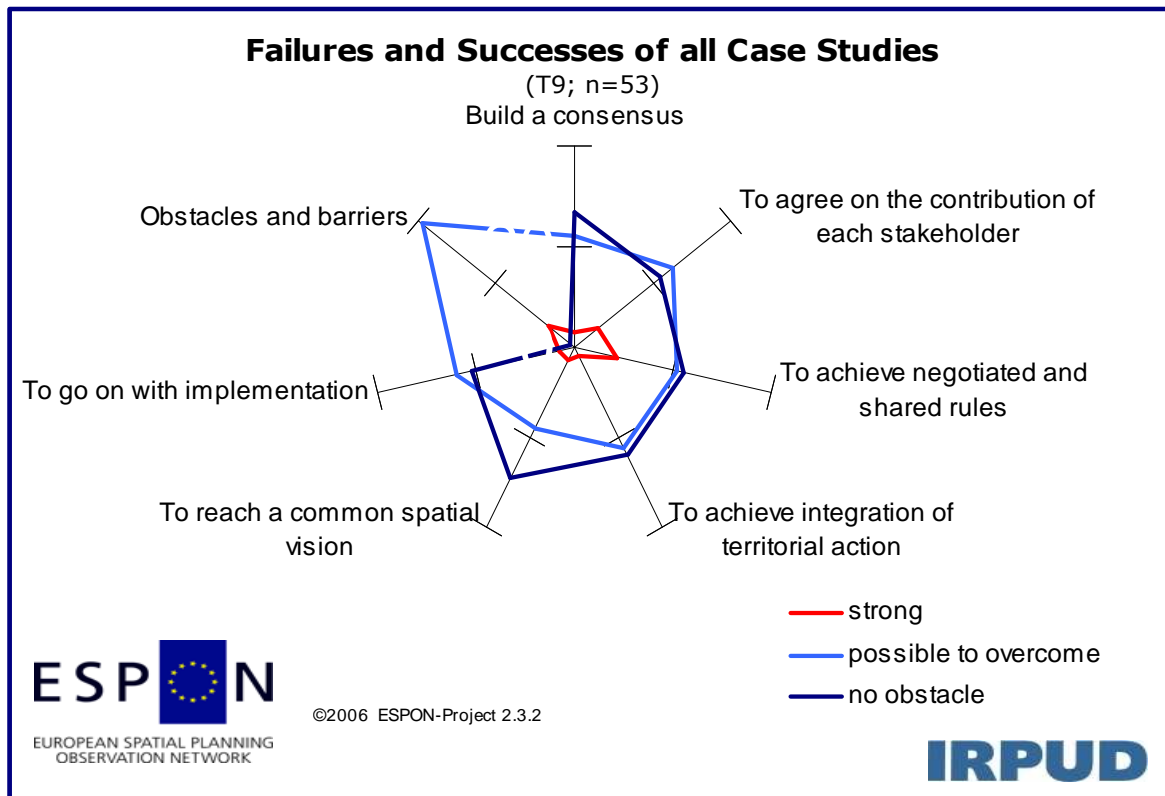 Failures and Successes of all Case Studies
(T9; n=53)
Build a consensus
To agree on the contribution of
each stakeholder
To achieve negotiated and
shared rules
To achieve integration of
territorial action
To reach a common spatial
vision
To go on with implementation
Obstacles and barriers
strong
possible to overcome
no obstacle
ESPON
EUROPEAN SPATIAL PLANNING
OBSERVATION NETWORK
©2006 ESPON-Project 2.3.2
IRPUD